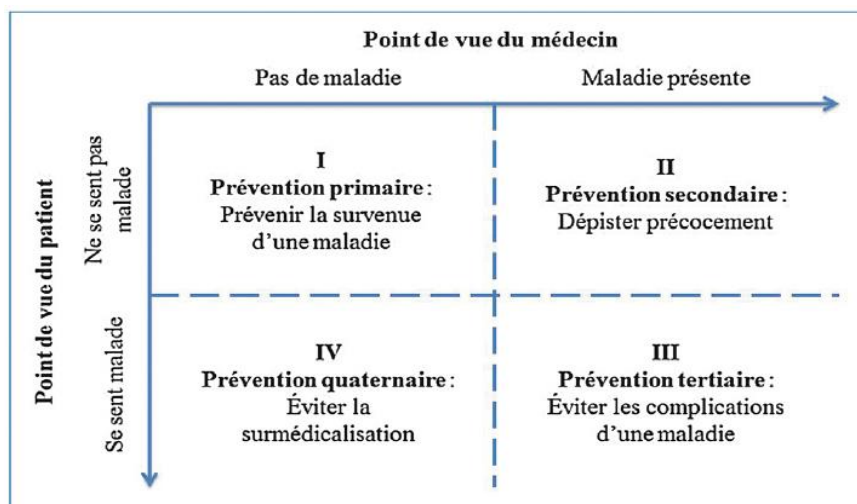 Point de vue du médecin
Pas de maladie
Maladie présente
Point de vue du patient
Ne se sent pas
malade
I
Prévention primaire :
Prévenir la survenue
d’une maladie
II
Prévention secondaire :
Dépister précocement
Se sent malade
IV
Prévention quaternaire :
Éviter la
surmédicalisation
III
Prévention tertiaire :
Éviter les complications
d’une maladie